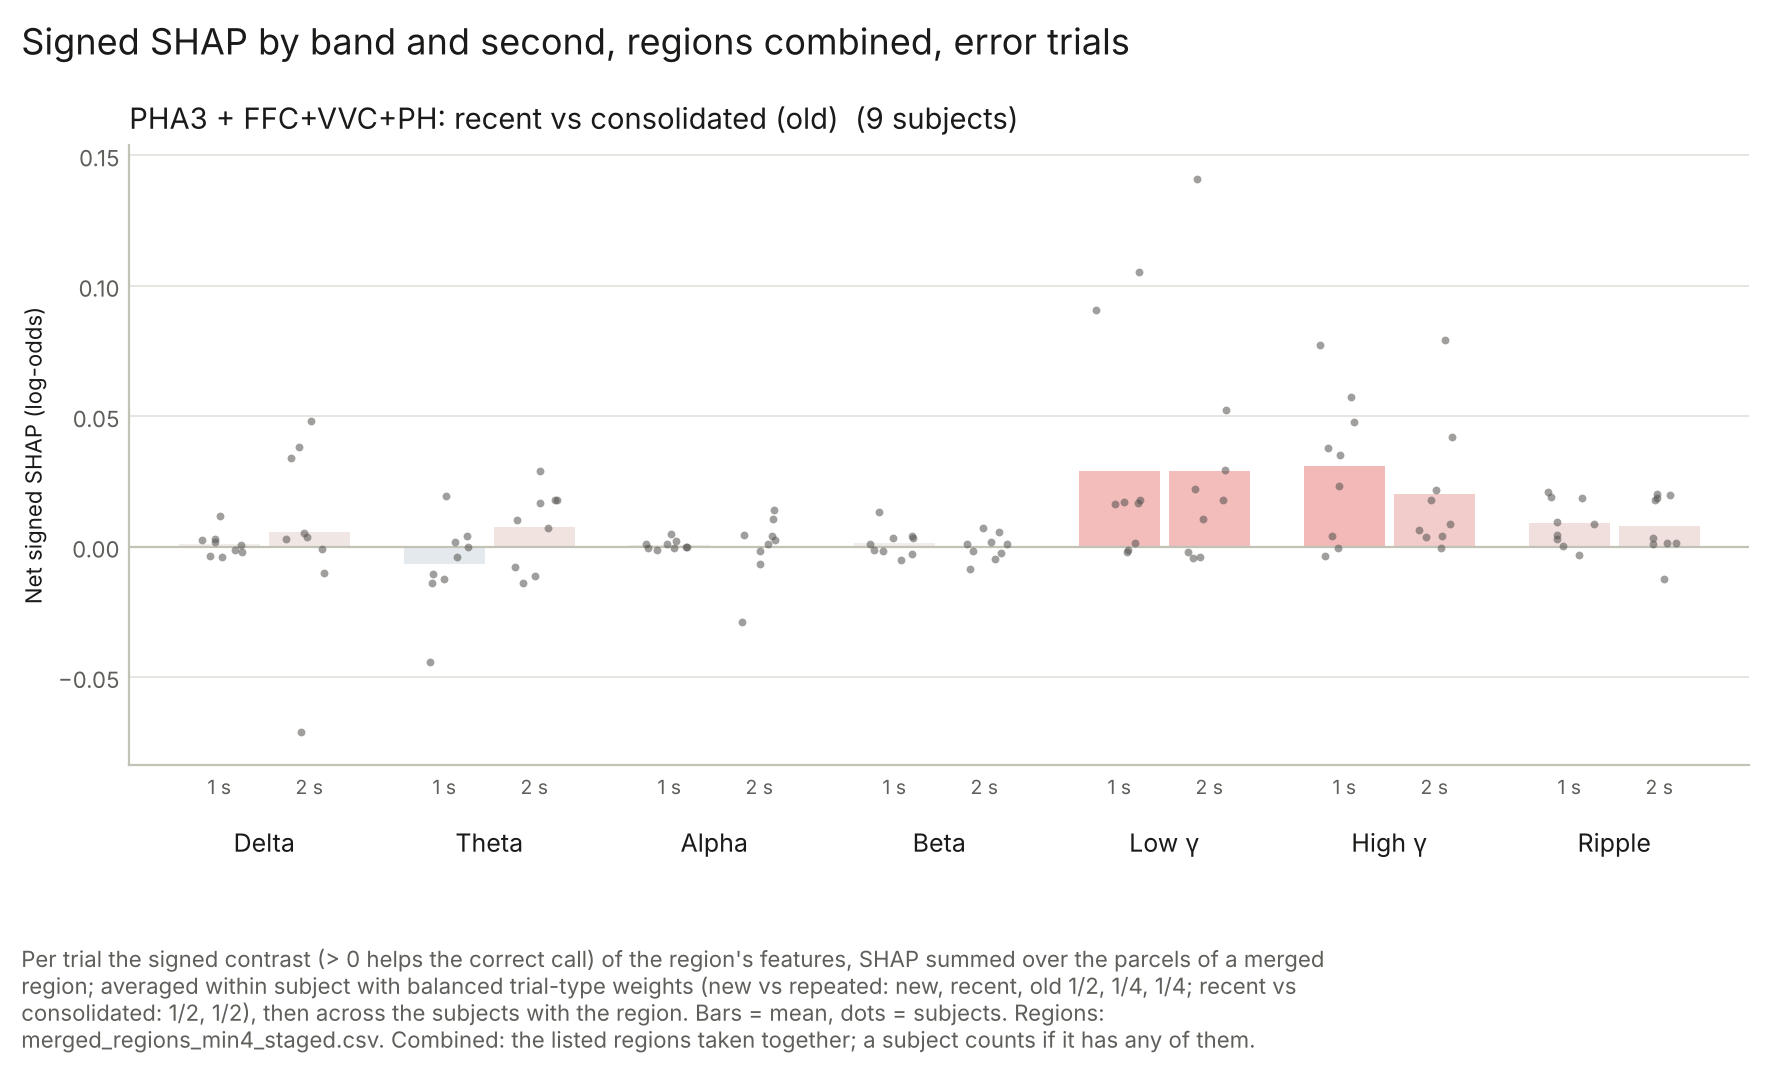 Signed SHAP by band and second, regions combined, error trials
PHA3 + FFC+VVC+PH: recent vs consolidated (old)  (9 subjects)
Net signed SHAP (log-odds)
0.15
0.10
0.05
0.00
−0.05
1 s 2 s 1 s 2 s 1 s 2 s 1 s 2 s 1 s 2 s 1 s 2 s 1 s 2 s
Delta Theta Alpha Beta Low γ High γ Ripple
Per trial the signed contrast (> 0 helps the correct call) of the region's features, SHAP summed over the parcels of a merged
region; averaged within subject with balanced trial-type weights (new vs repeated: new, recent, old 1/2, 1/4, 1/4; recent vs
consolidated: 1/2, 1/2), then across the subjects with the region. Bars = mean, dots = subjects. Regions:
merged_regions_min4_staged.csv. Combined: the listed regions taken together; a subject counts if it has any of them.